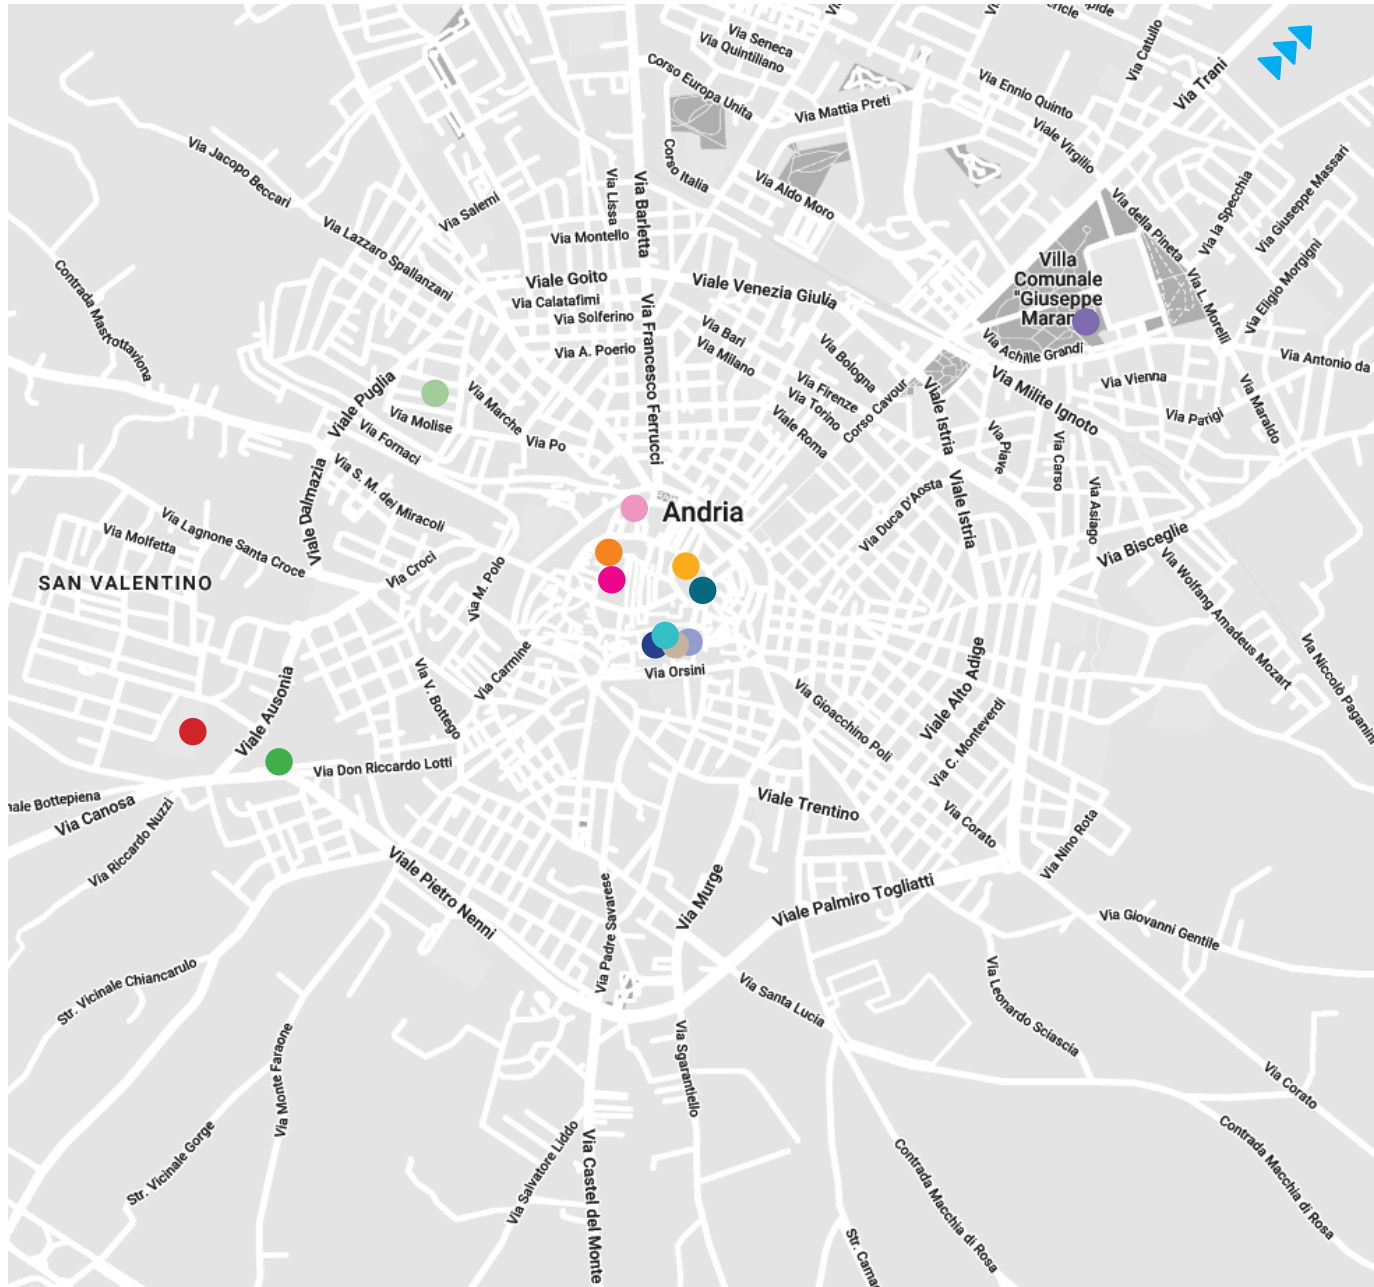 Via Seneca
Via Quintiliano
Via Catullo
Corso Europa Unita
Via Ennio Quinto
Via Trani
Via Mattia Preti
Viale Virgilio
Via Jacopo Beccari
Corso Italia
Via Lissa
Via Barletta
Via Aldo Moro
Via Salemi
Via la Specchia
Via Giuseppe Massari
Via Lazzaro Spallanzani
Via Montello
Via della Pineta
Villa
Comunale
"Giuseppe
Via Eligio Morgigni
Contrada Mas
rottaviona
Viale Goito
Viale Venezia Giulia
Via L. Morelli
Via Calatafimi
Via Solferino
Via Francesco Ferrucci
Via Bari
Via Milano
Via A. Poerio
Via Bologna
Via Achille Grandi
Via Antonio da
Viale Puglia
Via Marche
Via Molise
Via Fornaci
Via Po
Via Firenze
Via Torino
Viale Roma
Corso Cavour
Viale Istria
Via Milite Ignoto
Via Vienna
Via Parigi
Via Maraldo
Via Piave
Via Carso
Via Asiago
Via S. M. dei Miracoli
Viale Dalmazia
Via Lagnone Santa Croce
Via Molfetta
Andria
Via Duca D'Aosta
Viale Istria
Via Bisceglie
SAN VALENTINO
Via Croci
Via M. Polo
Via Wolfang Amadeus Mozart
Via Niccolò Paganini
Via Carmine
Via Orsini
Via V. Bottego
Viale Ausonia
Via Gioacchino Poli
Viale Alto Adige
Via C. Monteverdi
Via Don Riccardo Lotti
nale Bottepiena
Via Canosa
Via Riccardo Nuzzi
Viale Trentino
Via Corato
Via Nino Rota
Viale Pietro Nenni
Via Padre Savarese
Via Murge
Viale Palmiro Togliatti
Via Giovanni Gentile
Str. Vicinale Chiancarulo
Via Santa Lucia
Via Leonardo Sciascia
Via Monte Faraone
Via Sgarantiello
Via Corato
Str. Vicinale Gorge
Via Salvatore Liddo
Via Castel del Monte
Contrada Macchia di Rosa
Contrada Macchia di Rosa